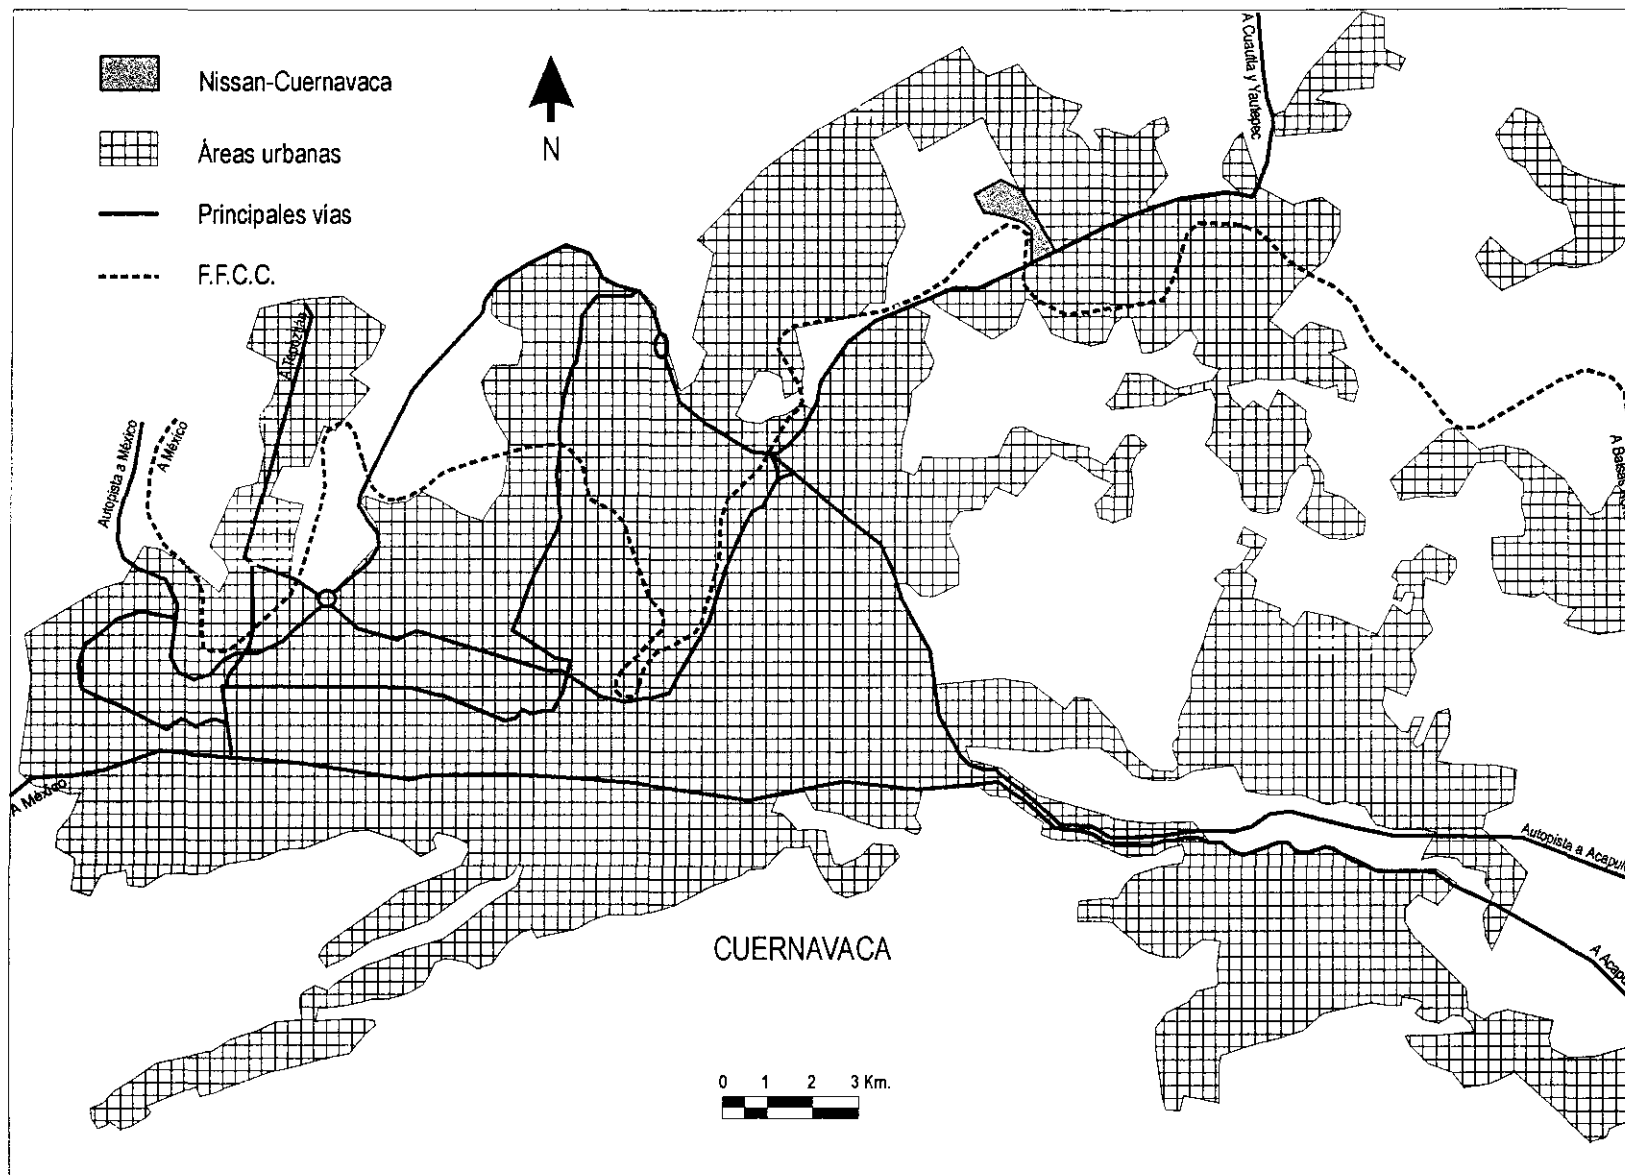 Nissan-Cuernavaca
Áreas urbanas
Principales vías
F.F.C.C.
N
A Cuautla y Yautepec
A Tepoztlán
Autopista a México
A México
A Balsas
A México
Autopista a Acapul
A Acapu
CUERNAVACA
0 1 2 3 Km.